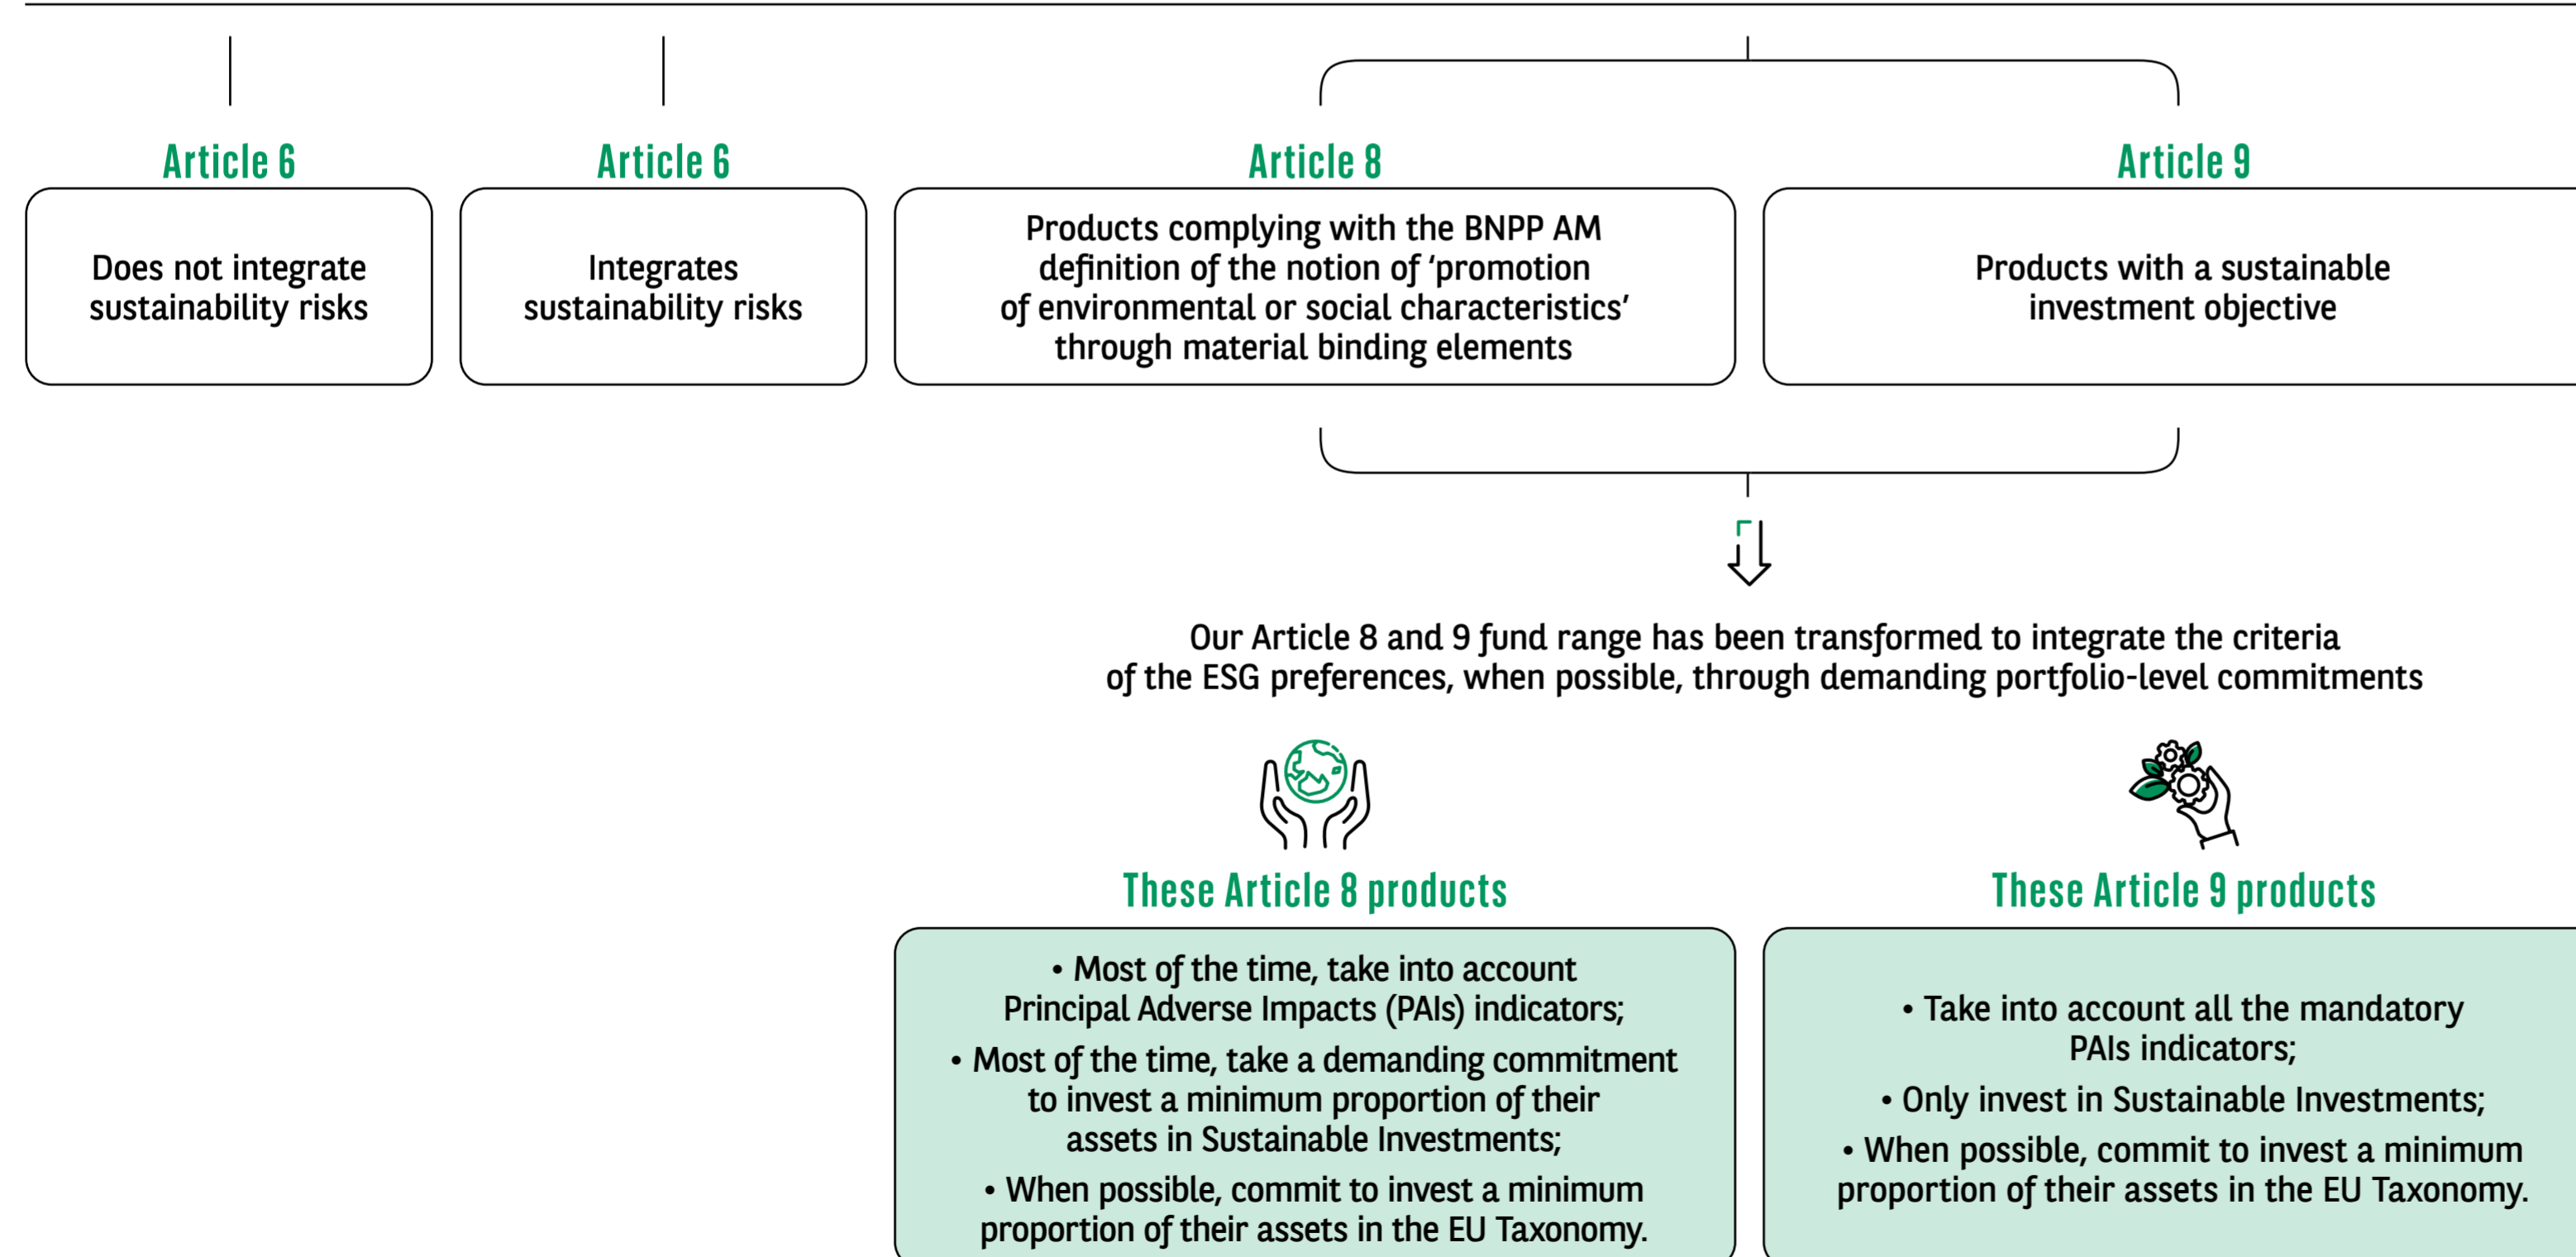 Article 6
Does not integrate
sustainability risks
Article 6
Integrates
sustainability risks
Article 8
Products complying with the BNPP AM
definition of the notion of ‘promotion
of environmental or social characteristics’
through material binding elements
Article 9
Products with a sustainable
investment objective
Our Article 8 and 9 fund range has been transformed to integrate the criteria
of the ESG preferences, when possible, through demanding portfolio-level commitments
These Article 8 products
• Most of the time, take into account
Principal Adverse Impacts (PAIs) indicators;
• Most of the time, take a demanding commitment
to invest a minimum proportion of their
assets in Sustainable Investments;
• When possible, commit to invest a minimum
proportion of their assets in the EU Taxonomy.
These Article 9 products
• Take into account all the mandatory
PAIs indicators;
• Only invest in Sustainable Investments;
• When possible, commit to invest a minimum
proportion of their assets in the EU Taxonomy.